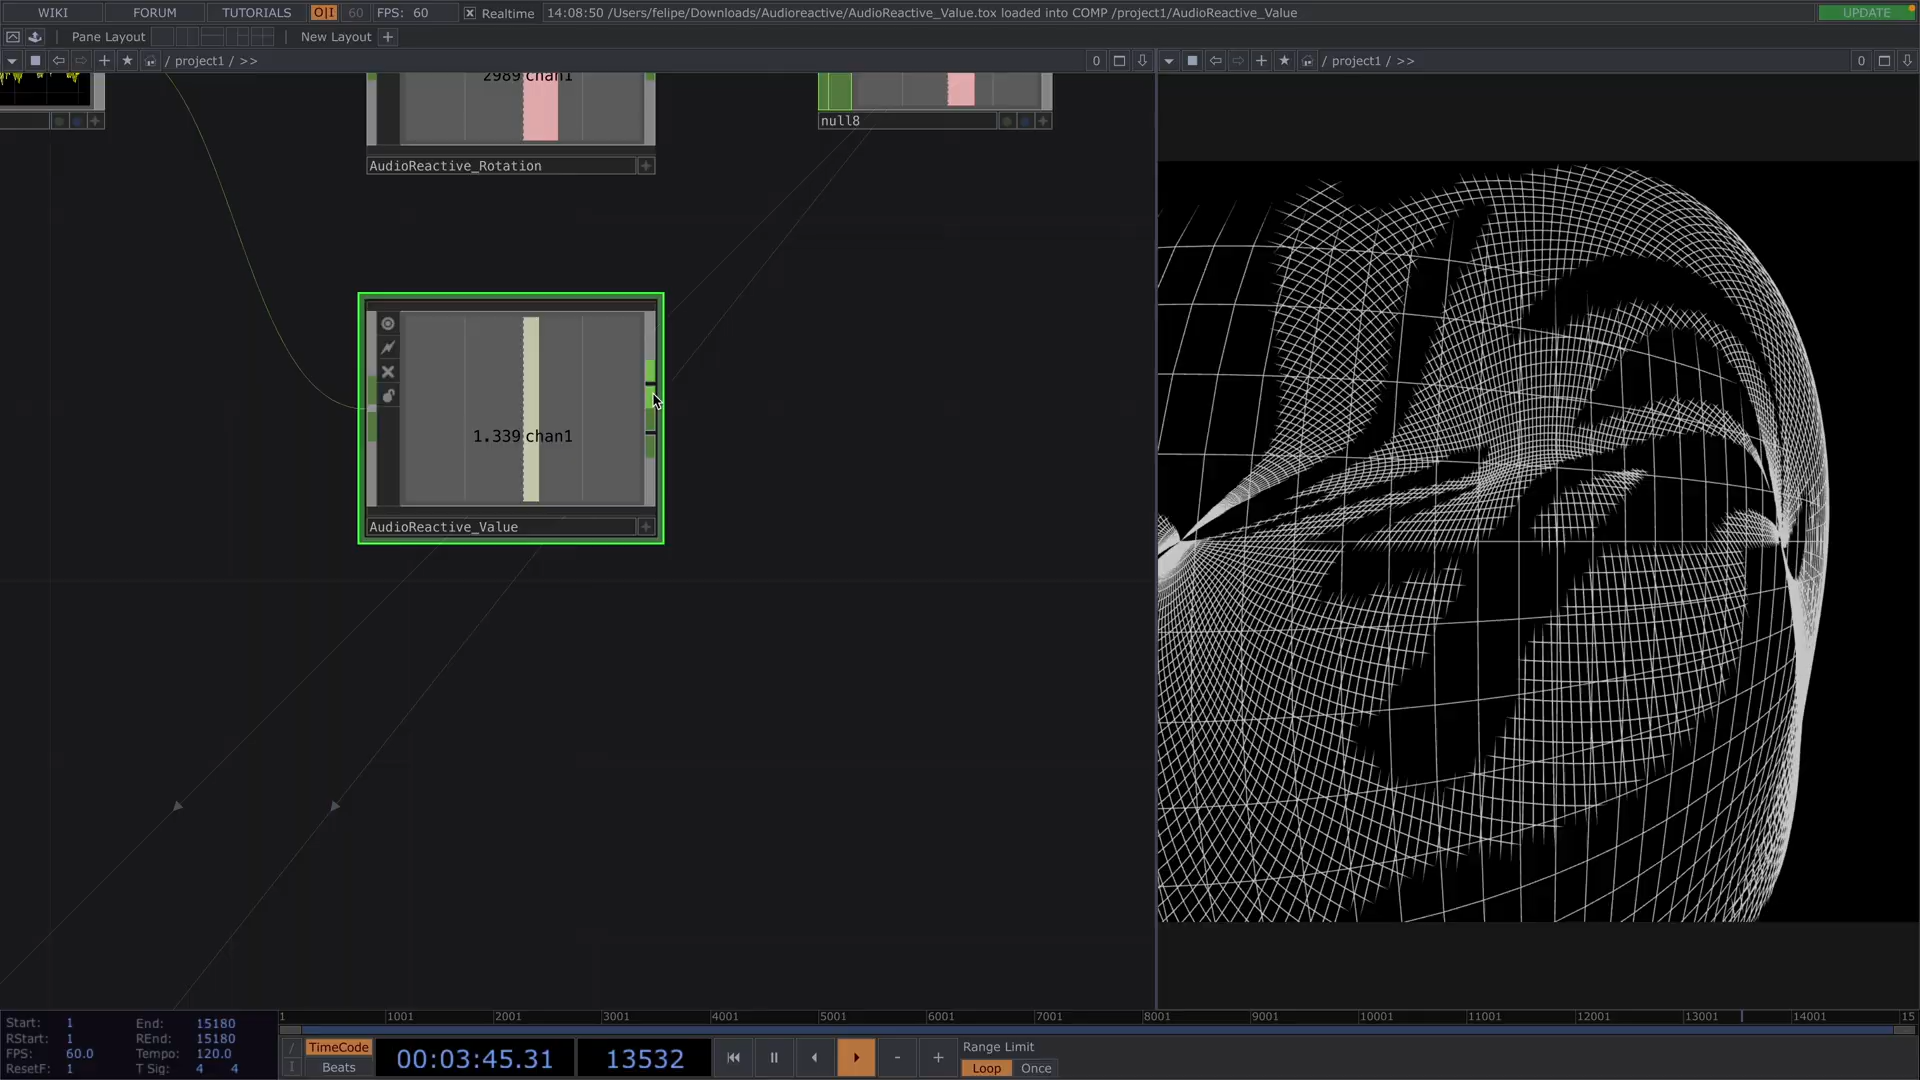 WIKI FORUM TUTORIALS O|I 60 FPS: 60 Realtime 14:08:50 /Users/felipe/Downloads/Audioreactive/AudioReactive_Value.tox loaded into COMP /project1/AudioReactive_Value UPDATE
Pane Layout New Layout
/ project1 / >> 0 / project1 / >> 0
2989 chan1
null8
AudioReactive_Rotation
1.339 chan1
AudioReactive_Value
1 1001 2001 3001 4001 5001 6001 7001 8001 9001 10001 11001 12001 13001 14001 15
Start: 1 End: 15180
RStart: 1 REnd: 15180
FPS: 60.0 Tempo: 120.0
ResetF: 1 T Sig: 4 4
/ TimeCode
I Beats
00:03:45.31 13532
- +
Range Limit
Loop Once